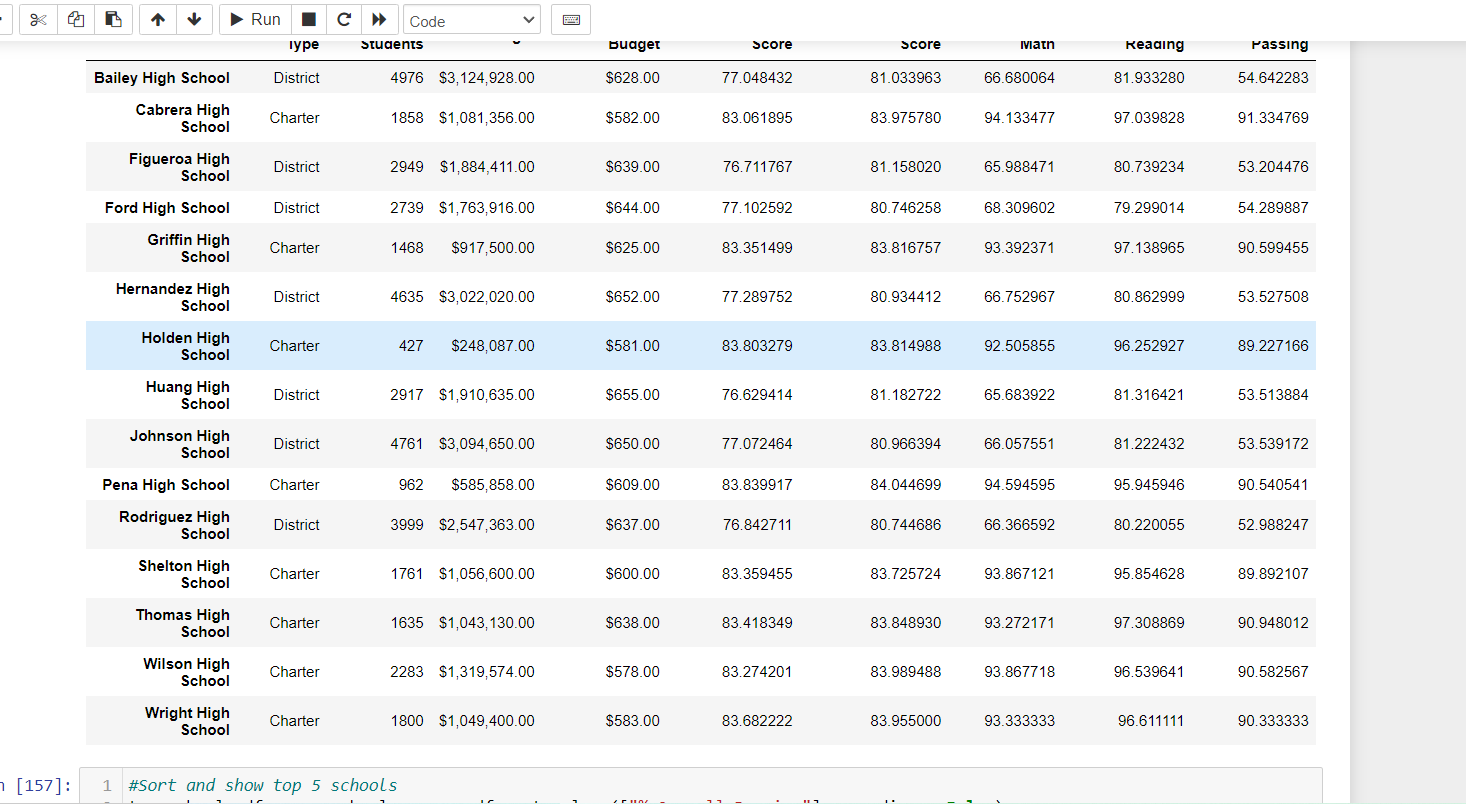 Run Code
Type Students Budget Score Score Math Reading Passing
Bailey High School District 4976 $3,124,928.00 $628.00 77.048432 81.033963 66.680064 81.933280 54.642283
Cabrera High
School Charter 1858 $1,081,356.00 $582.00 83.061895 83.975780 94.133477 97.039828 91.334769
Figueroa High
School District 2949 $1,884,411.00 $639.00 76.711767 81.158020 65.988471 80.739234 53.204476
Ford High School District 2739 $1,763,916.00 $644.00 77.102592 80.746258 68.309602 79.299014 54.289887
Griffin High
School Charter 1468 $917,500.00 $625.00 83.351499 83.816757 93.392371 97.138965 90.599455
Hernandez High
School District 4635 $3,022,020.00 $652.00 77.289752 80.934412 66.752967 80.862999 53.527508
Holden High
School Charter 427 $248,087.00 $581.00 83.803279 83.814988 92.505855 96.252927 89.227166
Huang High
School District 2917 $1,910,635.00 $655.00 76.629414 81.182722 65.683922 81.316421 53.513884
Johnson High
School District 4761 $3,094,650.00 $650.00 77.072464 80.966394 66.057551 81.222432 53.539172
Pena High School Charter 962 $585,858.00 $609.00 83.839917 84.044699 94.594595 95.945946 90.540541
Rodriguez High
School District 3999 $2,547,363.00 $637.00 76.842711 80.744686 66.366592 80.220055 52.988247
Shelton High
School Charter 1761 $1,056,600.00 $600.00 83.359455 83.725724 93.867121 95.854628 89.892107
Thomas High
School Charter 1635 $1,043,130.00 $638.00 83.418349 83.848930 93.272171 97.308869 90.948012
Wilson High
School Charter 2283 $1,319,574.00 $578.00 83.274201 83.989488 93.867718 96.539641 90.582567
Wright High
School Charter 1800 $1,049,400.00 $583.00 83.682222 83.955000 93.333333 96.611111 90.333333
[157]: 1 #Sort and show top 5 schools